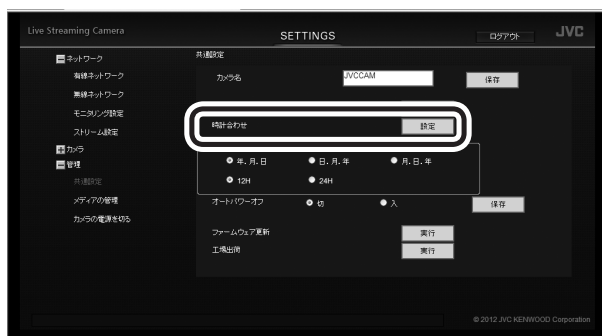 Live Streaming Camera
SETTINGS
ログアウト
JVC
ネットワーク
有線ネットワーク
無線ネットワーク
モニタリング設定
ストリーム設定
カメラ
管理
共通設定
メディアの管理
カメラの電源を切る
共通設定
カメラ名
JVCCAM
保存
時計合わせ
設定
年.月.日
日.月.年
月.日.年
12H
24H
オートパワーオフ
切
入
保存
ファームウェア更新
実行
工場出荷
実行
© 2012 JVC KENWOOD Corporation